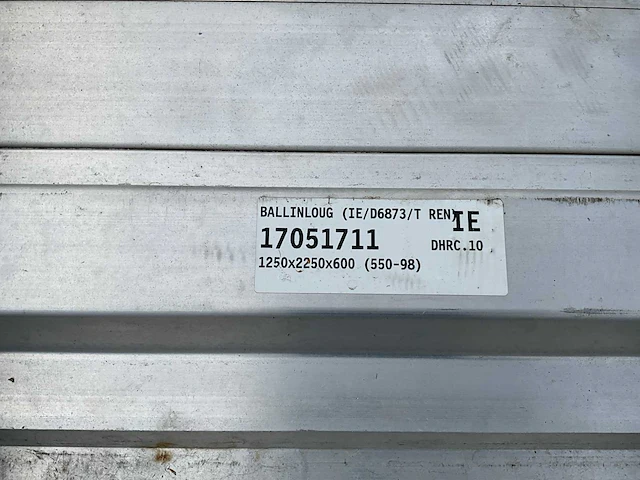 BALLINLOUG (IE/D6873/T REN)
IE
17051711
DHRC.10
1250x2250x600 (550-98)